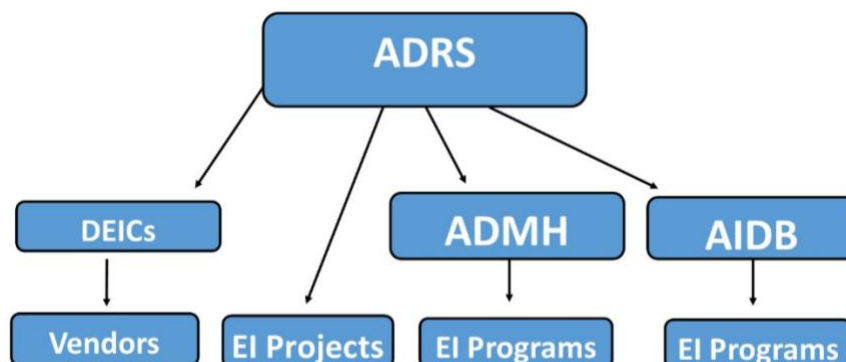 ADRS
DEICs
ADMH
AIDB
Vendors
EI Projects
EI Programs
EI Programs